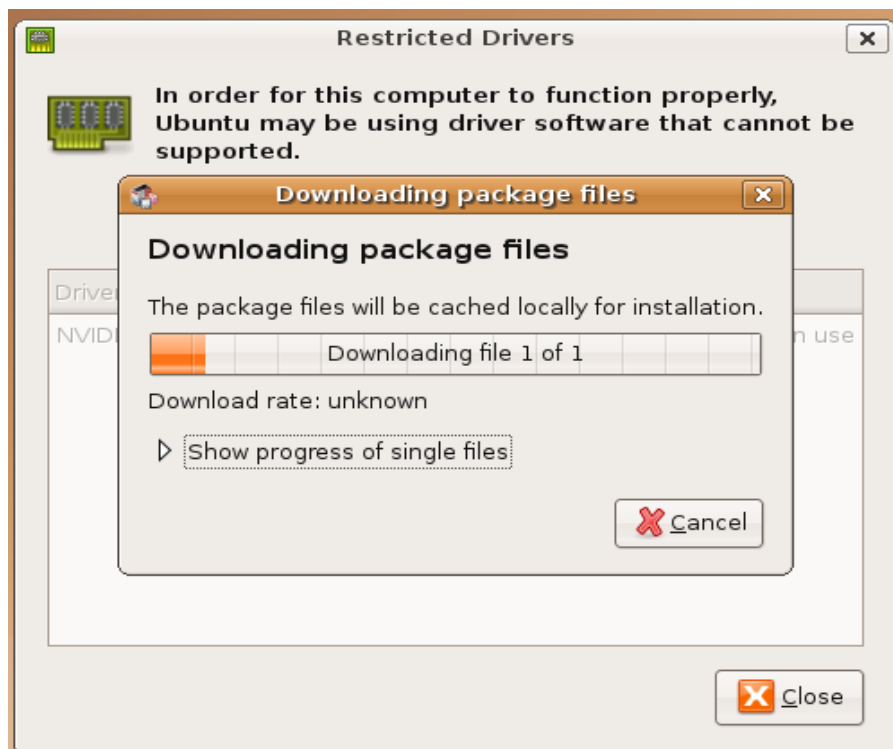 Restricted Drivers
In order for this computer to function properly,
Ubuntu may be using driver software that cannot be
supported.
Downloading package files
Downloading package files
The package files will be cached locally for installation.
Downloading file 1 of 1
Download rate: unknown
Show progress of single files
Cancel
use
Close